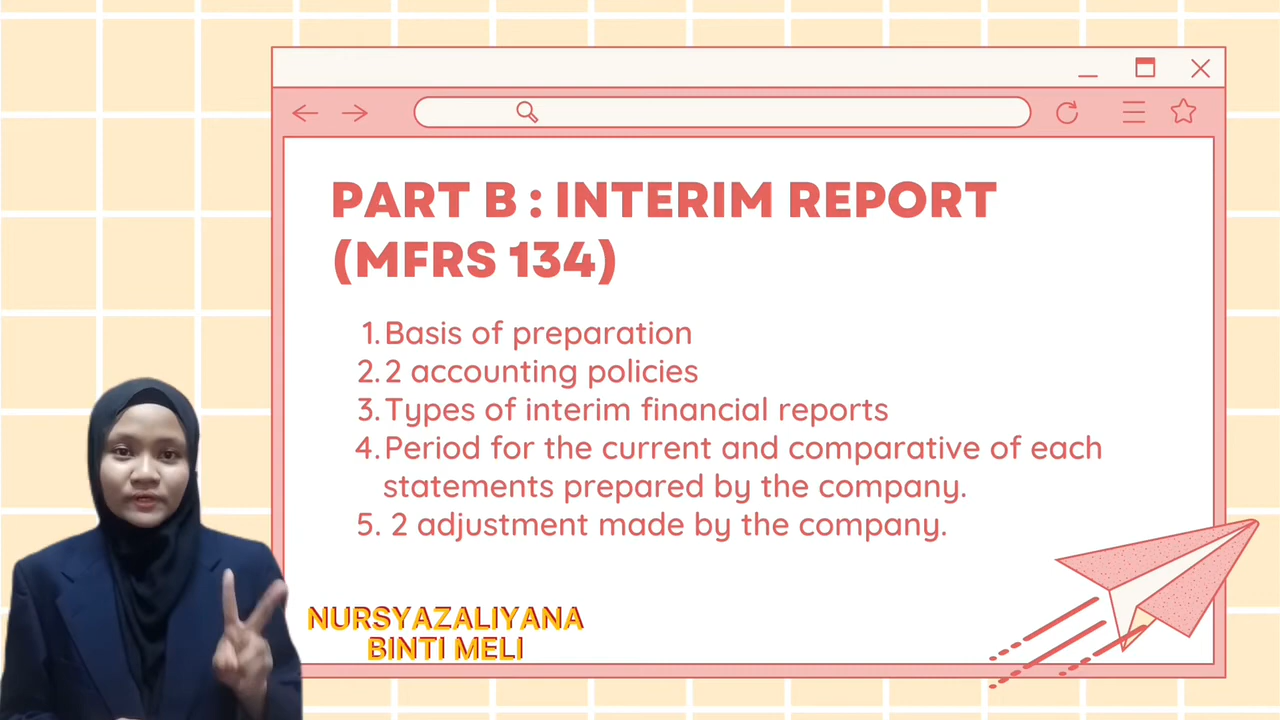 PART B : INTERIM REPORT
(MFRS 134)
1. Basis of preparation
2. 2 accounting policies
3. Types of interim financial reports
4. Period for the current and comparative of each
statements prepared by the company.
5. 2 adjustment made by the company.
NURSYAZALIYANA
BINTI MELI